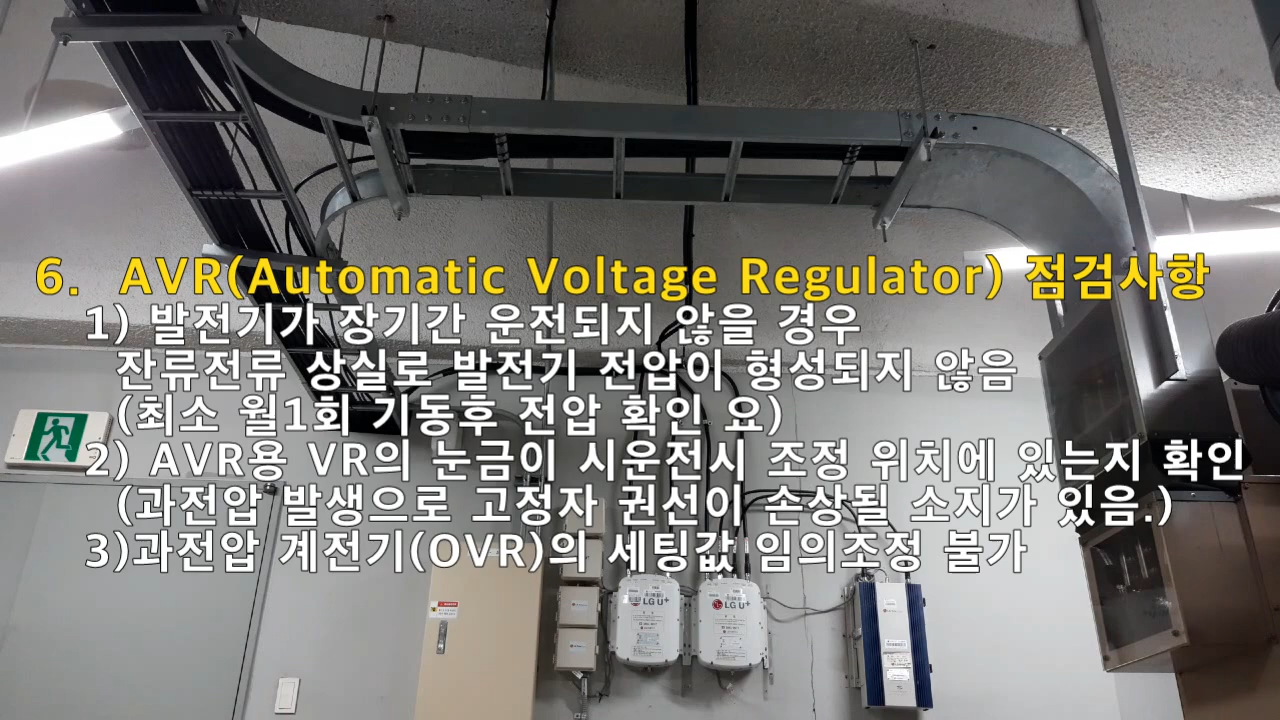 6. AVR(Automatic Voltage Regulator) 점검사항
1) 발전기가 장기간 운전되지 않을 경우
잔류전류 상실로 발전기 전압이 형성되지 않음
(최소 월1회 기동후 전압 확인 요)
2) AVR용 VR의 눈금이 시운전시 조정 위치에 있는지 확인
(과전압 발생으로 고정자 권선이 손상될 소지가 있음.)
3)과전압 계전기(OVR)의 세팅값 임의조정 불가
LG U+
LG U+